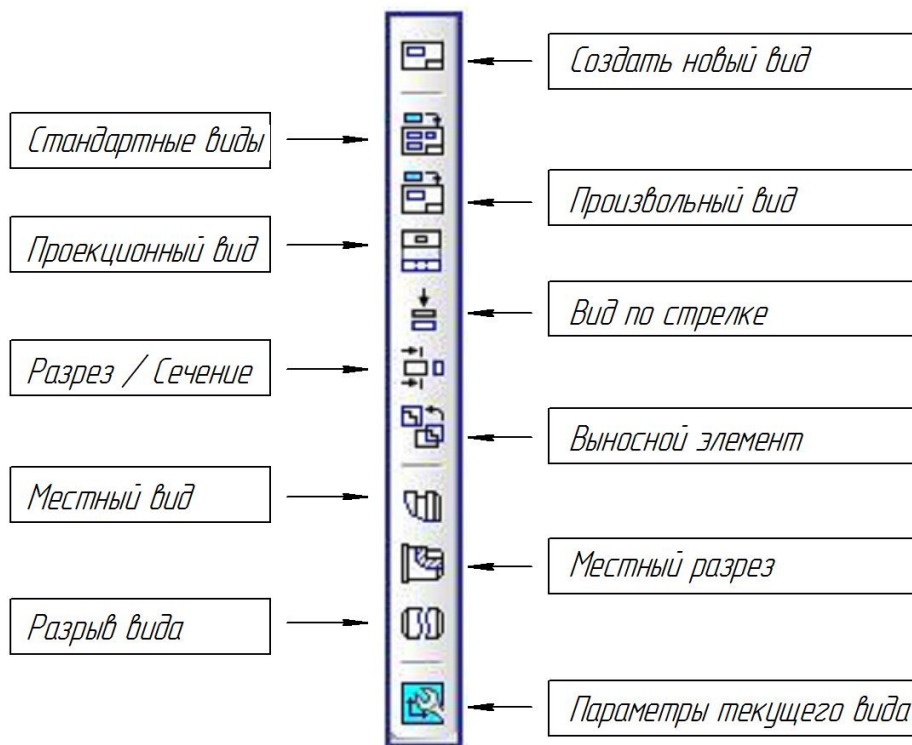 Создать новый вид
Стандартные виды
Произвольный вид
Проекционный вид
Вид по стрелке
Разрез / Сечение
Выносной элемент
Местный вид
Местный разрез
Разрыв вида
Параметры текущего вида